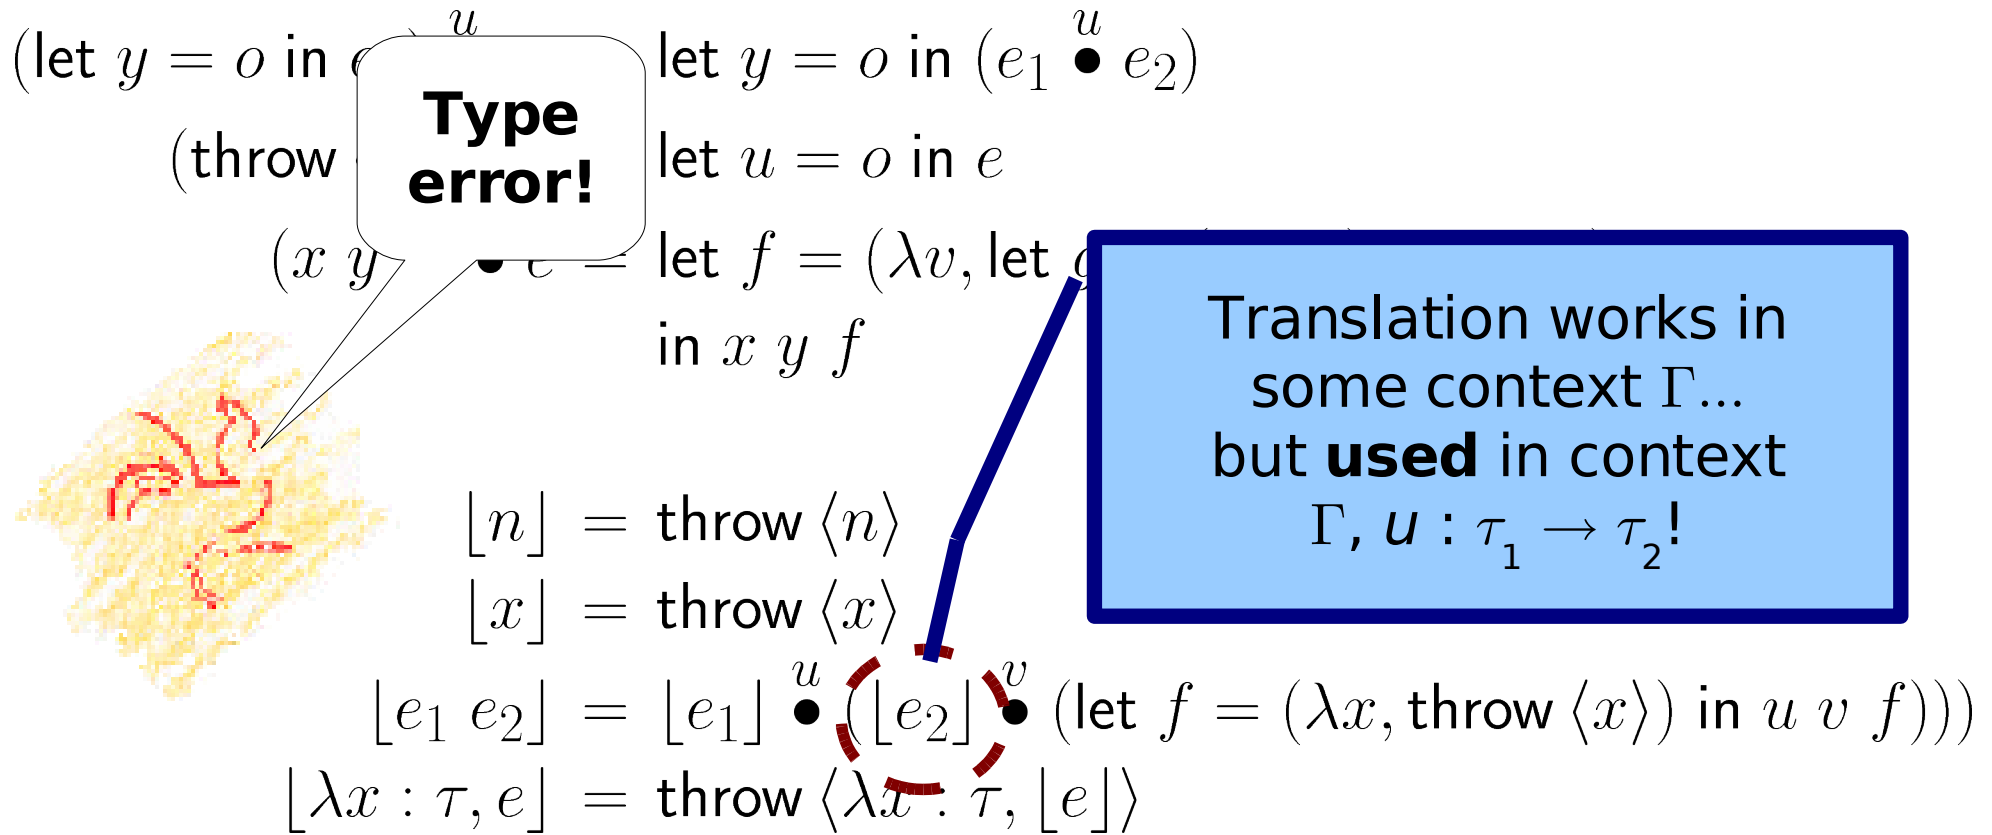 (let y = o in u let y = o in (e₁ •ᵘ e₂)
(throw let u = o in e
(x y • e = let f = (λv, let
in x y f
Type
error!
Translation works in
some context Γ...
but used in context
Γ, u : τ₁ → τ₂!
⌊n⌋ = throw ⟨n⟩
⌊x⌋ = throw ⟨x⟩
⌊e₁ e₂⌋ = ⌊e₁⌋ •ᵘ (⌊e₂⌋ •ᵛ (let f = (λx, throw ⟨x⟩) in u v f)))
⌊λx : τ, e⌋ = throw ⟨λx : τ, ⌊e⌋⟩